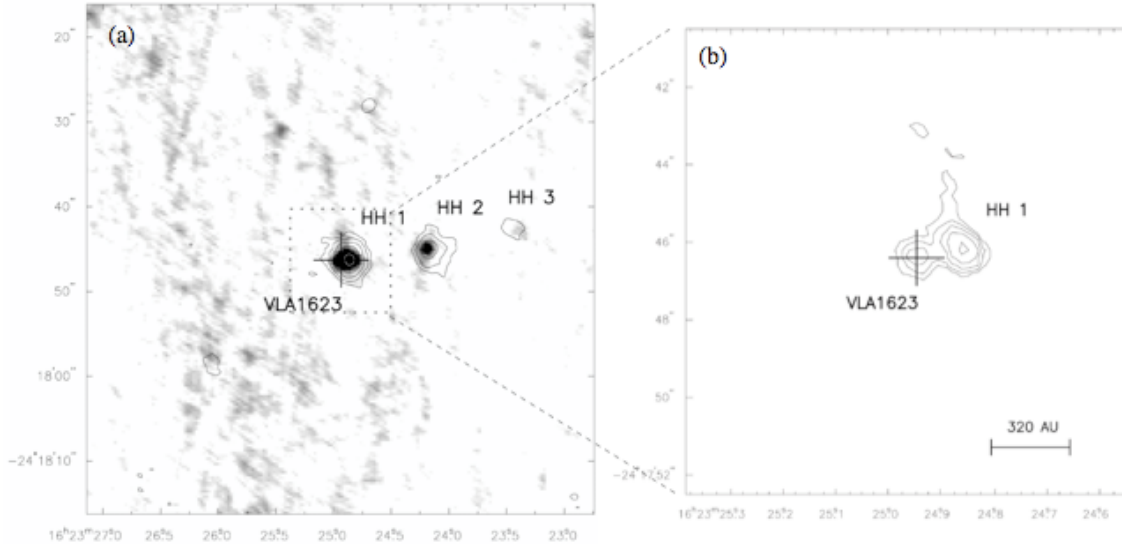 (a)
20"
30"
40"
50"
18'00"
-24°18'10"
HH 1
HH 2
HH 3
VLA1623
16h23m27.0
26.5
26.0
25.5
25.0
24.5
24.0
23.5
23.0
(b)
42"
44"
46"
48"
50"
-24°17'52"
HH 1
VLA1623
320 AU
16h23m25.3
25.2
25.1
25.0
24.9
24.8
24.7
24.6